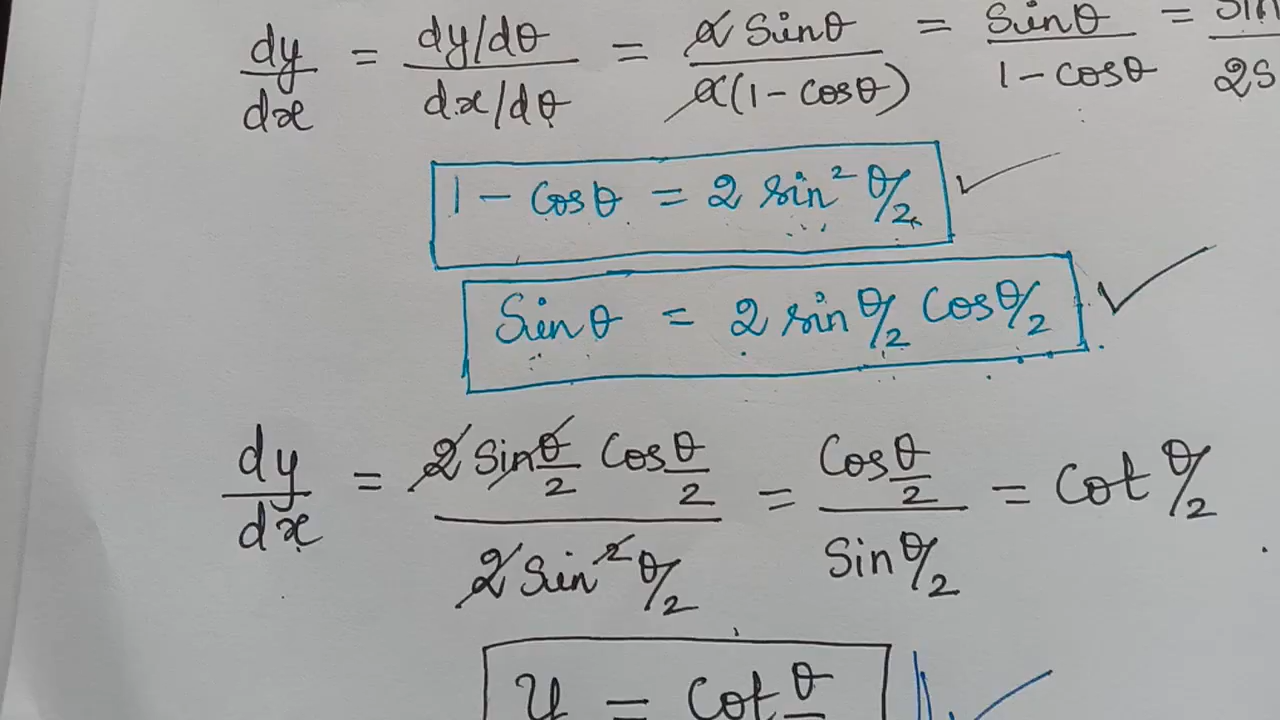 dy/dx = (dy/dθ)/(dx/dθ) = a Sinθ / a(1 - cosθ) = Sinθ / (1 - cosθ) =
1 - Cosθ = 2 sin² θ/2
Sinθ = 2 sin θ/2 Cos θ/2
dy/dx = 2 Sin θ/2 Cos θ/2 / 2 Sin² θ/2 = Cos θ/2 / Sin θ/2 = Cot θ/2
= Cot θ